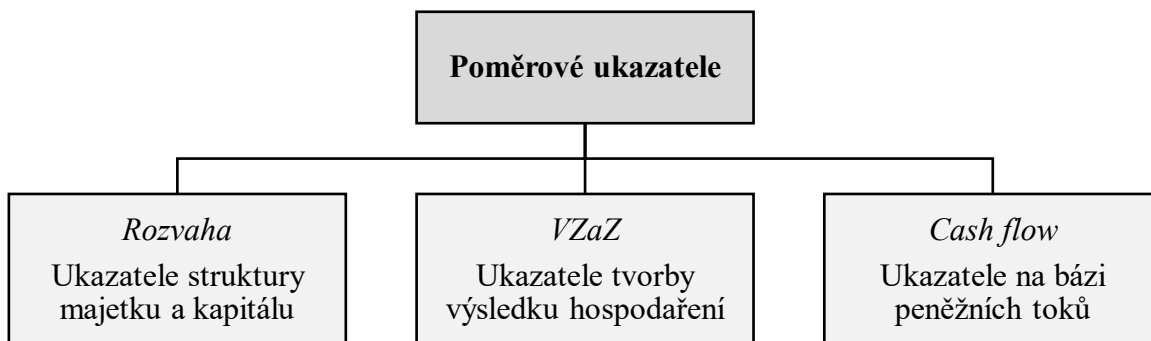 Poměrové ukazatele
Rozvaha
Ukazatele struktury
majetku a kapitálu
VZaZ
Ukazatele tvorby
výsledku hospodaření
Cash flow
Ukazatele na bázi
peněžních toků